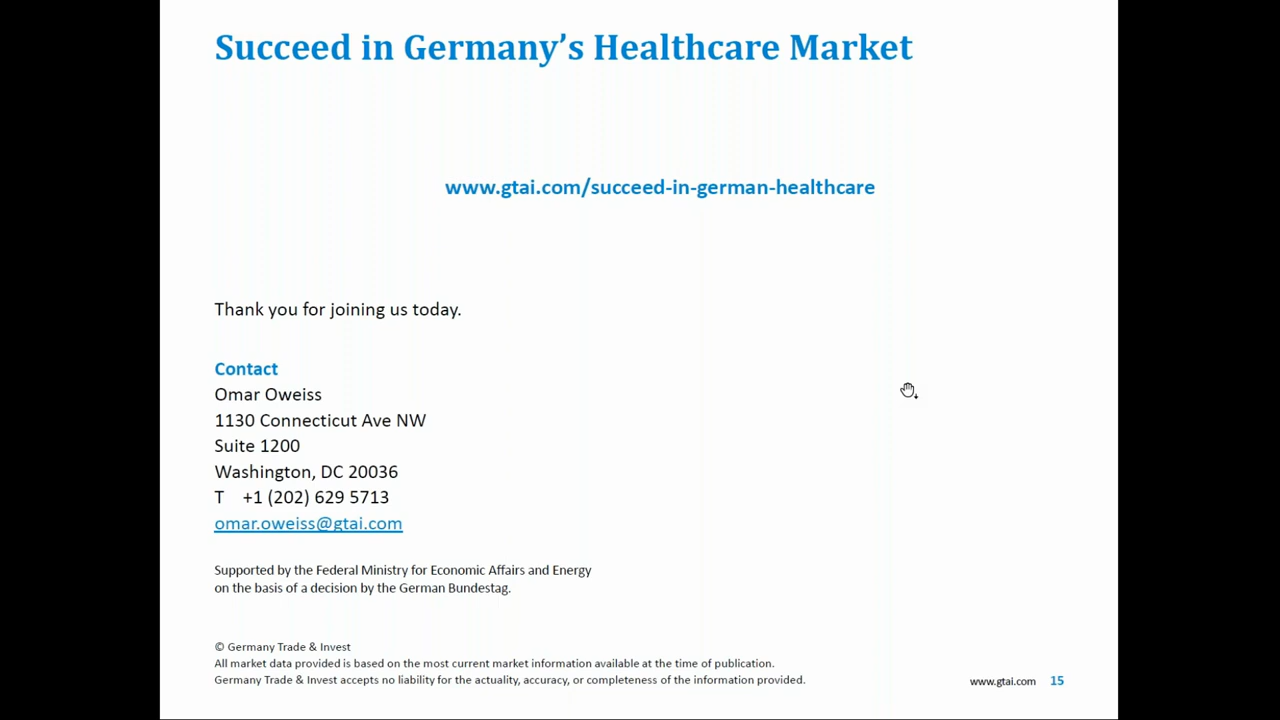 Succeed in Germany’s Healthcare Market
www.gtai.com/succeed-in-german-healthcare
Thank you for joining us today.
Contact
Omar Oweiss
1130 Connecticut Ave NW
Suite 1200
Washington, DC 20036
T +1 (202) 629 5713
omar.oweiss@gtai.com
Supported by the Federal Ministry for Economic Affairs and Energy
on the basis of a decision by the German Bundestag.
© Germany Trade & Invest
All market data provided is based on the most current market information available at the time of publication.
Germany Trade & Invest accepts no liability for the actuality, accuracy, or completeness of the information provided.
www.gtai.com 15